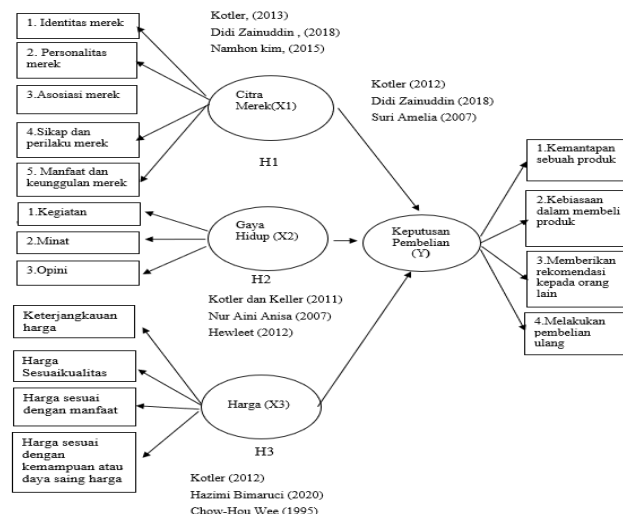 Kotler, (2013)
Didi Zainuddin , (2018)
Namhon kim, (2015)
1. Identitas merek
2. Personalitas
merek
3.Asosiasi merek
4.Sikap dan
perilaku merek
5. Manfaat dan
keunggulan merek
Citra
Merek(X1)
H1
Kotler (2012)
Didi Zainuddin (2018)
Suri Amelia (2007)
1.Kegiatan
2.Minat
3.Opini
Gaya
Hidup (X2)
H2
Kotler dan Keller (2011)
Nur Aini Anisa (2007)
Hewleet (2012)
Keputusan
Pembelian
(Y)
1.Kemantapan
sebuah produk
2.Kebiasaan
dalam membeli
produk
3.Memberikan
rekomendasi
kepada orang
lain
4.Melakukan
pembelian
ulang
Keterjangkauan
harga
Harga
Sesuaikualitas
Harga sesuai
dengan manfaat
Harga sesuai
dengan
kemampuan atau
daya saing harga
Harga (X3)
H3
Kotler (2012)
Hazimi Bimaruci (2020)
Chow-Hou Wee (1995)